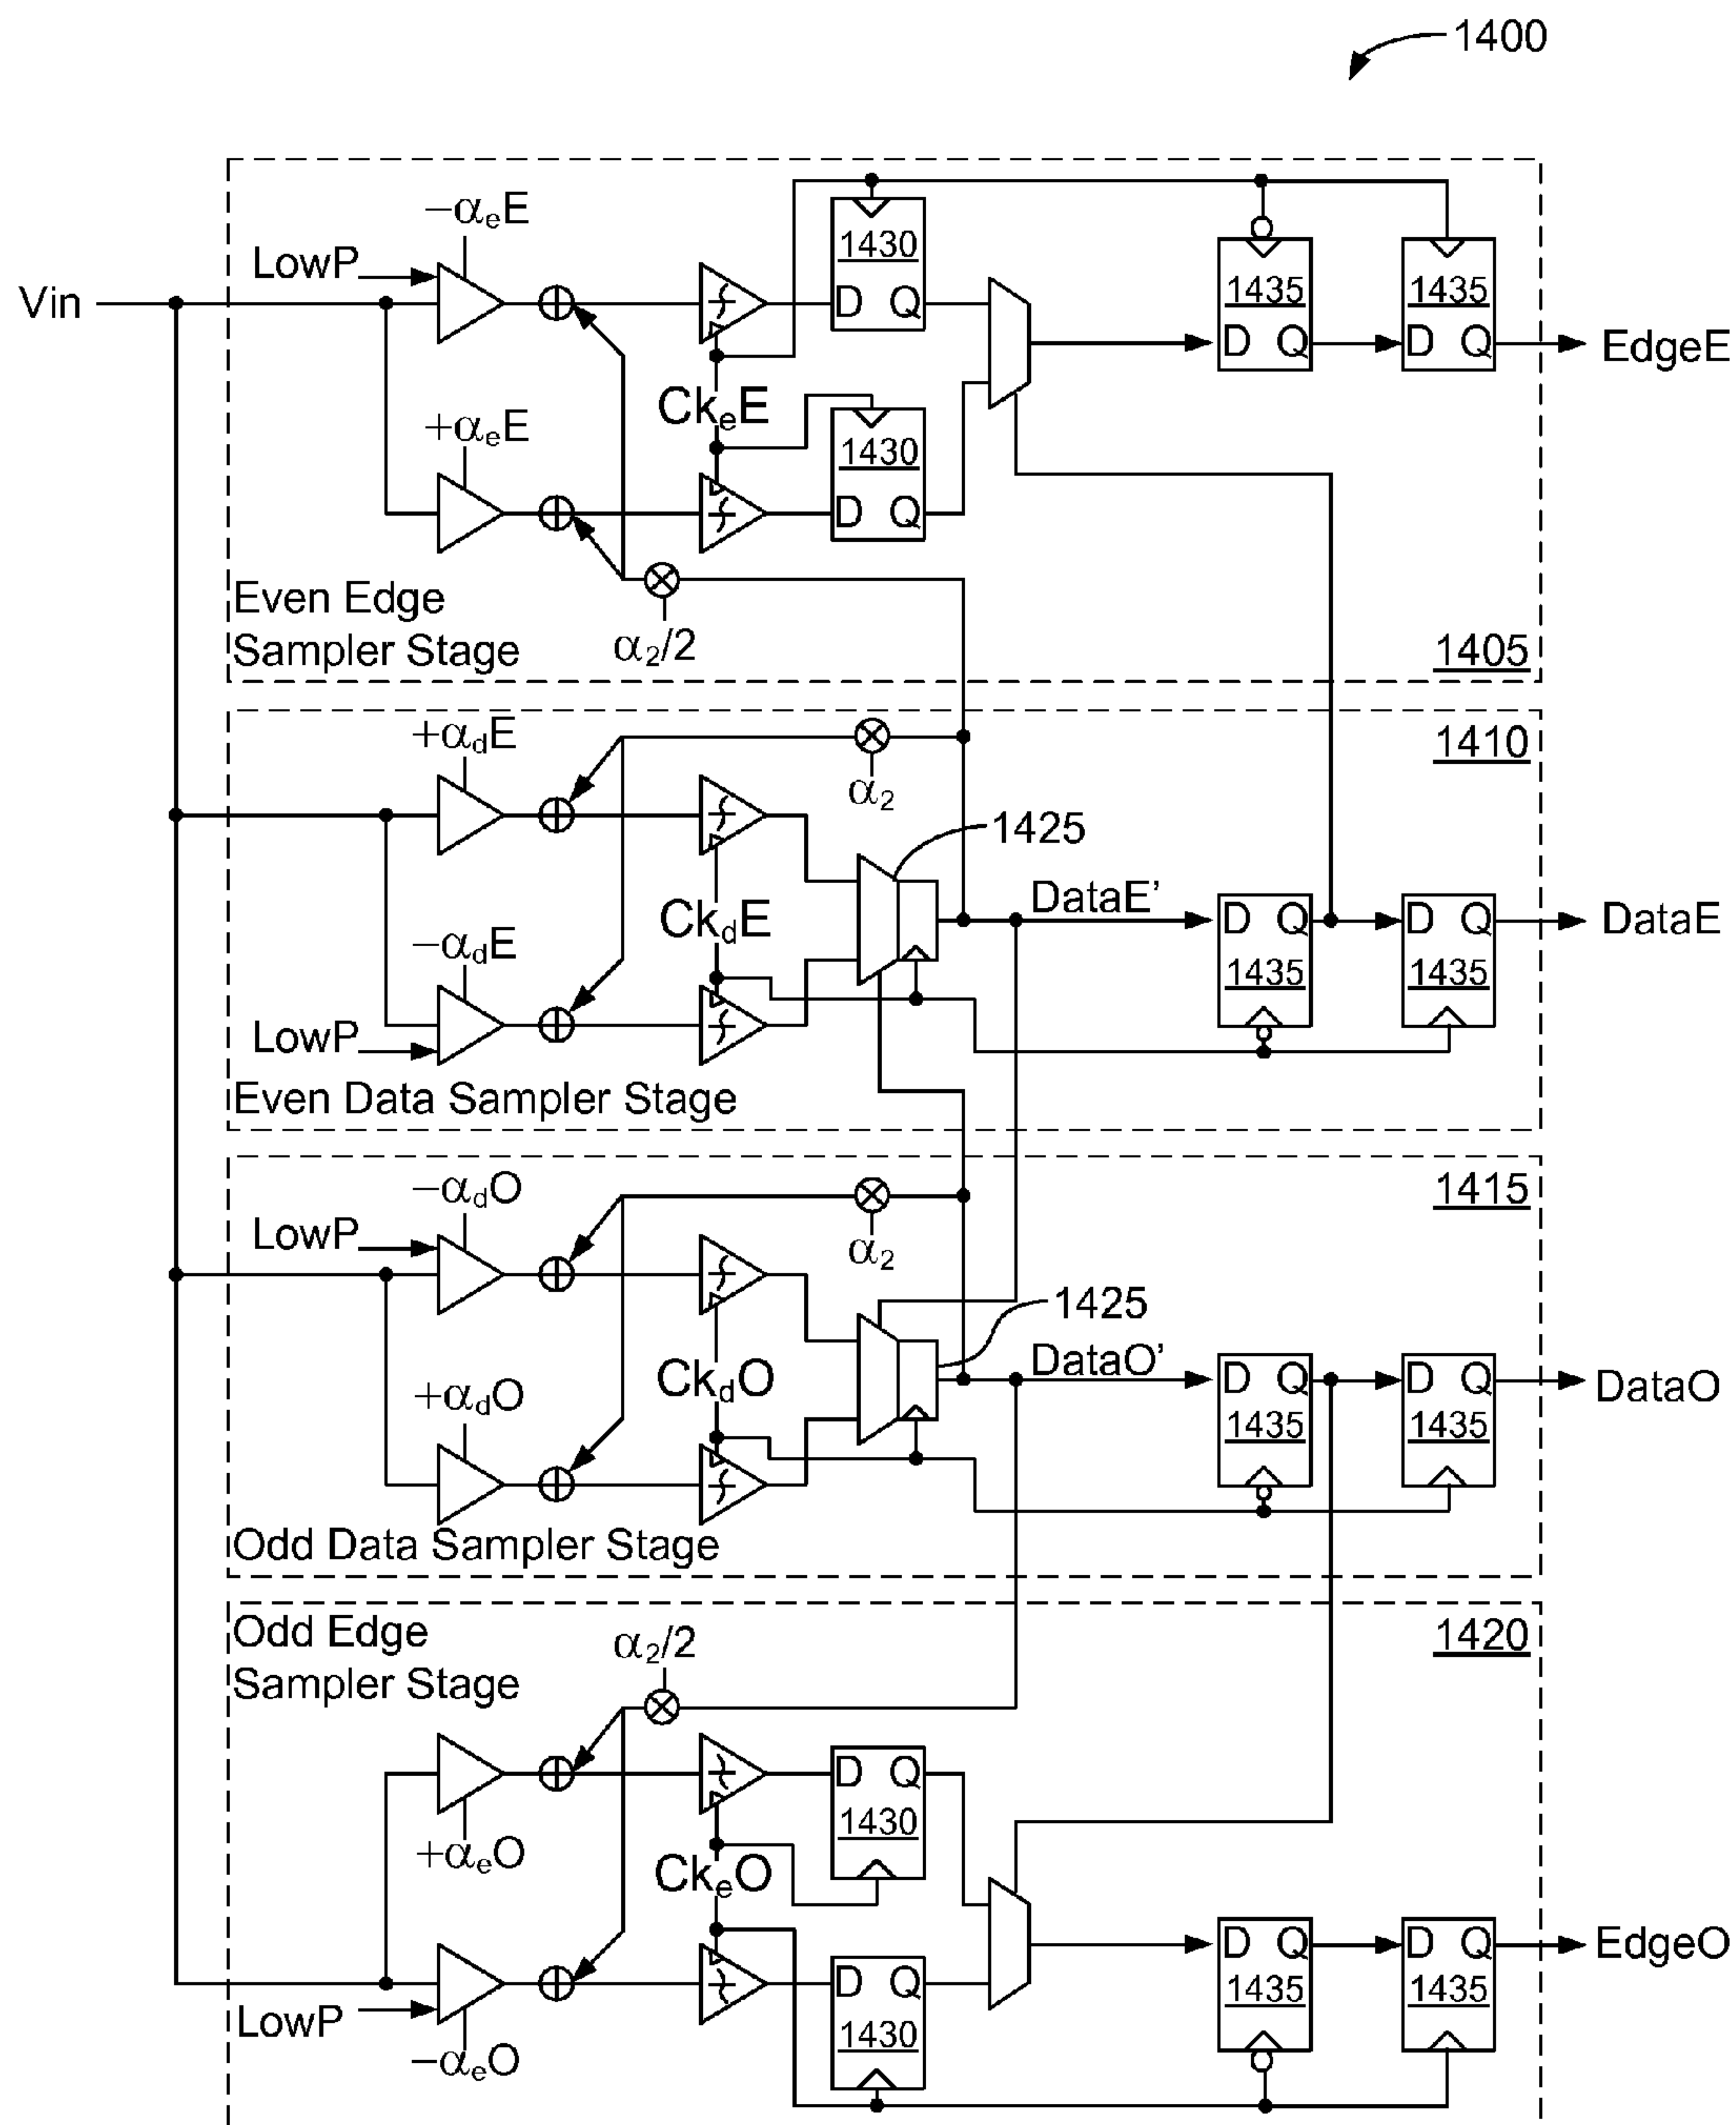 1400
−αeE
LowP
Vin
1430
D Q
1435
D Q
1435
D Q
EdgeE
CkeE
+αeE
1430
D Q
Even Edge
Sampler Stage
α2/2
1405
+αdE
1410
α2
1425
CkdE
DataE'
D Q
1435
D Q
1435
DataE
−αdE
LowP
Even Data Sampler Stage
−αdO
1415
LowP
α2
1425
CkdO
DataO'
D Q
1435
D Q
1435
DataO
+αdO
Odd Data Sampler Stage
Odd Edge
Sampler Stage
α2/2
1420
D Q
1430
+αeO
CkeO
D Q
1435
D Q
1435
EdgeO
D Q
1430
LowP
−αeO